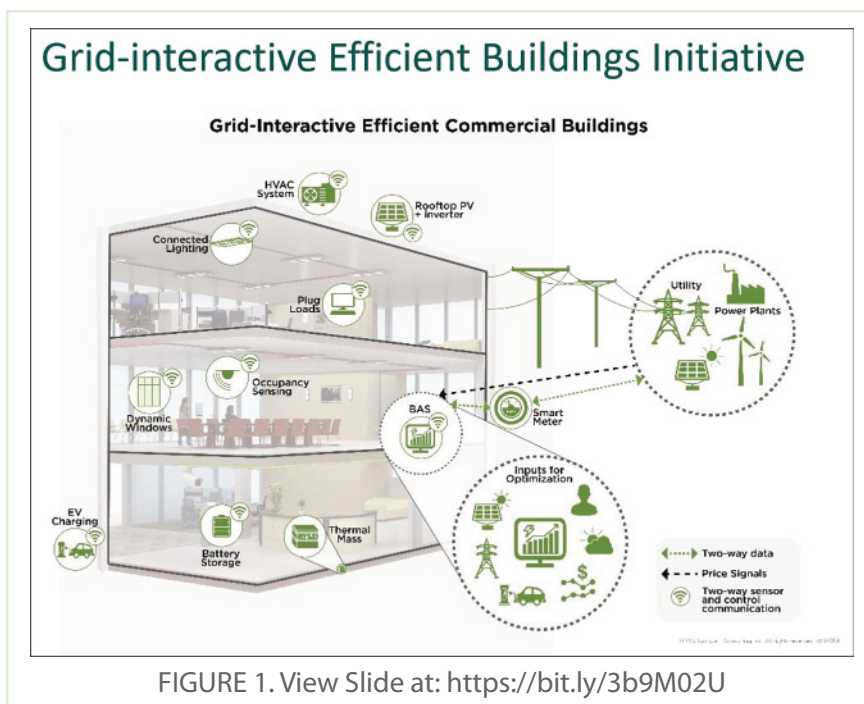 Grid-interactive Efficient Buildings Initiative
Grid-Interactive Efficient Commercial Buildings
HVAC
System
Rooftop PV
+ Inverter
Connected
Lighting
Utility
Power Plants
Plug
Loads
Occupancy
Sensing
Dynamic
Windows
BAS
Smart
Meter
Inputs for
Optimization
EV
Charging
Battery
Storage
Thermal
Mass
$
Two-way data
Price Signals
Two-way sensor
and control
communication
FIGURE 1. View Slide at: https://bit.ly/3b9M02U